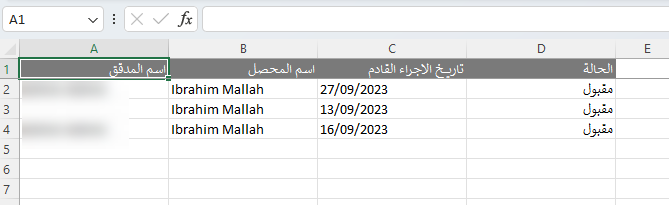 A1
fx
A B C D E
1 اسم المدقق اسم المحصل تاريخ الاجراء القادم الحالة
2 Ibrahim Mallah 27/09/2023 مقبول
3 Ibrahim Mallah 13/09/2023 مقبول
4 Ibrahim Mallah 16/09/2023 مقبول
5
6
7